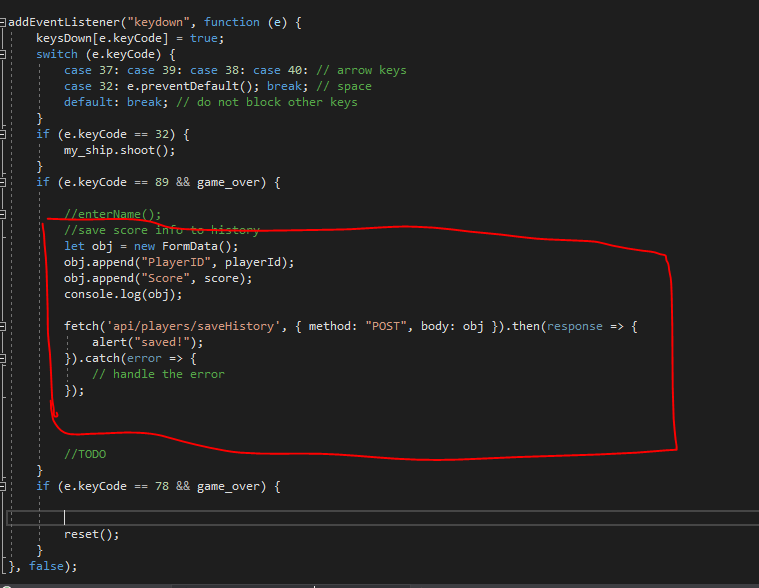 addEventListener("keydown", function (e) {
keysDown[e.keyCode] = true;
switch (e.keyCode) {
case 37: case 39: case 38: case 40: // arrow keys
case 32: e.preventDefault(); break; // space
default: break; // do not block other keys
}
if (e.keyCode == 32) {
my_ship.shoot();
}
if (e.keyCode == 89 && game_over) {
//enterName();
//save score info to history
let obj = new FormData();
obj.append("PlayerID", playerId);
obj.append("Score", score);
console.log(obj);
fetch('api/players/saveHistory', { method: "POST", body: obj }).then(response => {
alert("saved!");
}).catch(error => {
// handle the error
});
//TODO
}
if (e.keyCode == 78 && game_over) {
reset();
}
}, false);